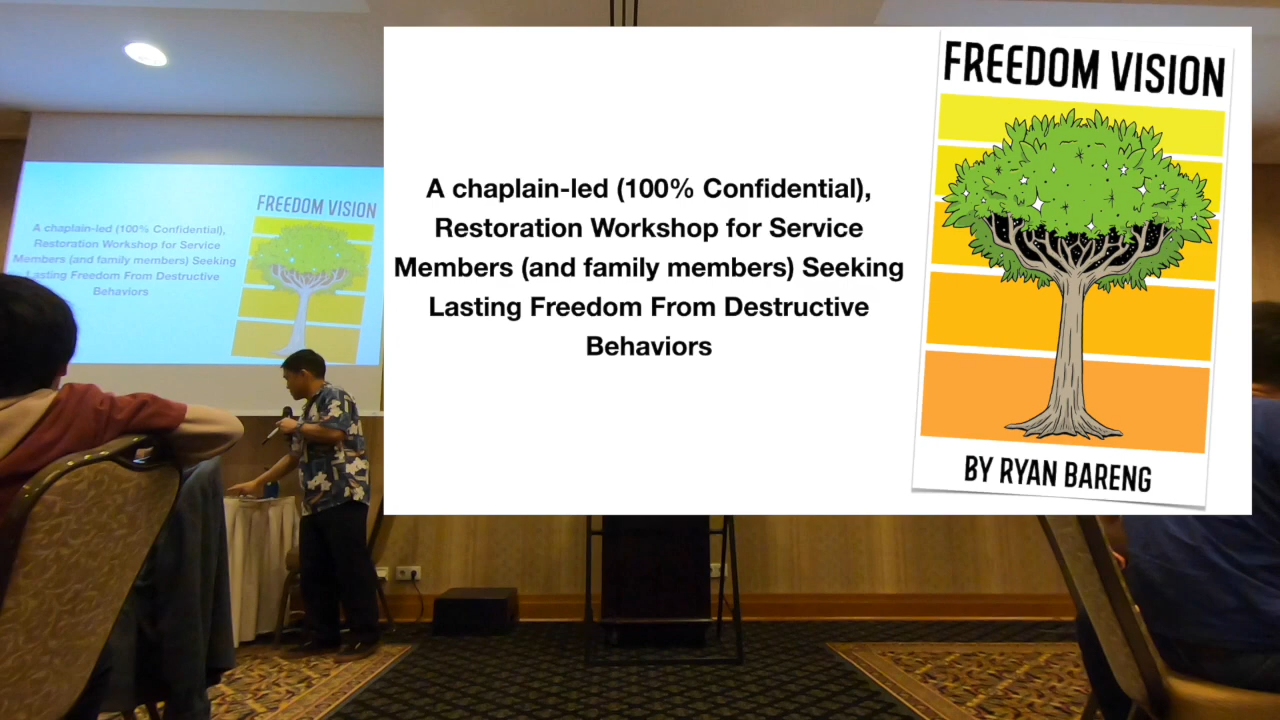 A chaplain-led (100% Confidential),
Restoration Workshop for Service
Members (and family members) Seeking
Lasting Freedom From Destructive
Behaviors
FREEDOM VISION
BY RYAN BARENG
FREEDOM VISION
A chaplain-led (100% Confidential),
Restoration Workshop for Service
Members (and family members) Seeking
Lasting Freedom From Destructive
Behaviors